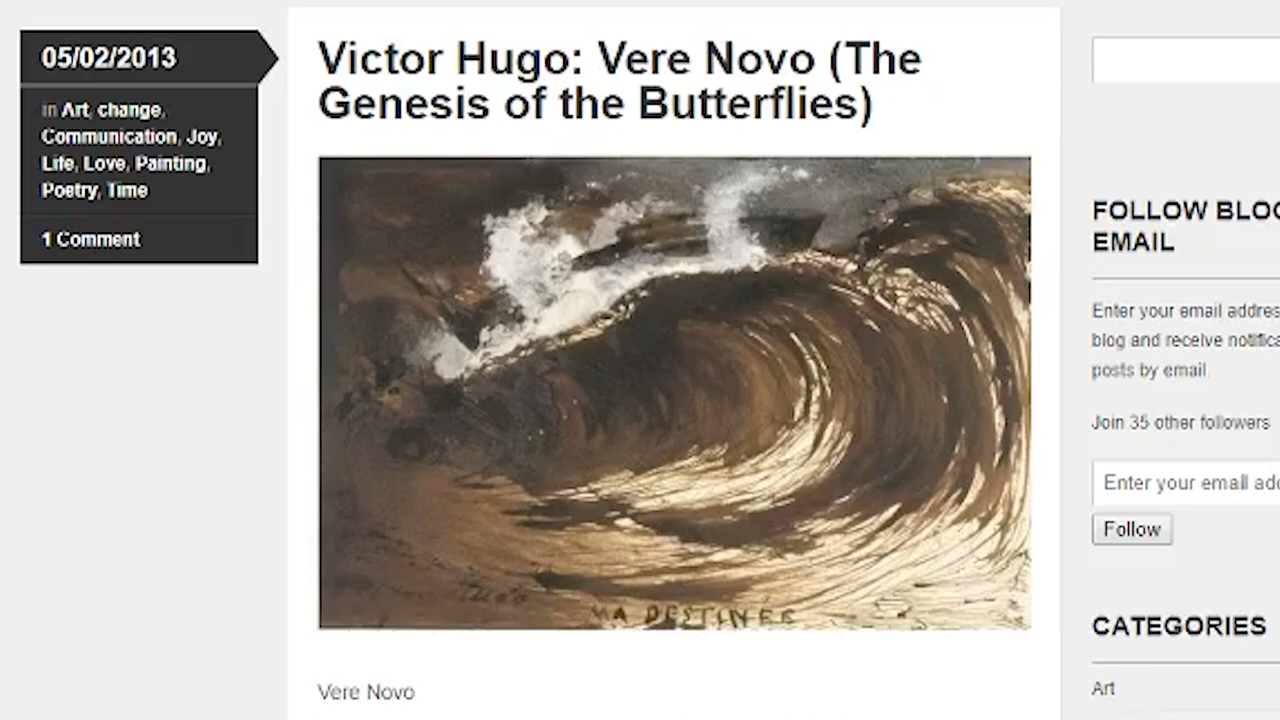 05/02/2013
in Art, change,
Communication, Joy,
Life, Love, Painting,
Poetry, Time
1 Comment
Victor Hugo: Vere Novo (The
Genesis of the Butterflies)
MA DESTINÉE
Vere Novo
FOLLOW BLOG
EMAIL
Enter your email addres
blog and receive notifica
posts by email.
Join 35 other followers
Enter your email add
Follow
CATEGORIES
Art